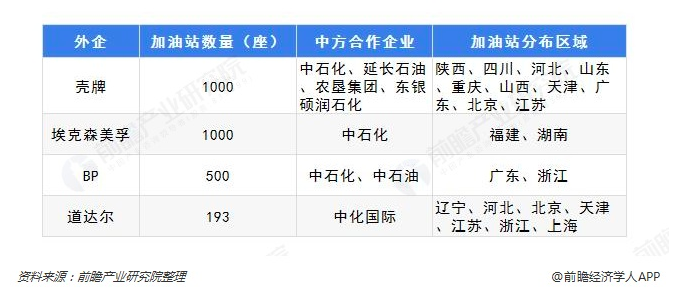 外企 加油站数量（座） 中方合作企业 加油站分布区域
壳牌 1000 中石化、延长石油、农垦集团、东银硕润石化 陕西、四川、河北、山东、重庆、山西、天津、广东、北京、江苏
埃克森美孚 1000 中石化 福建、湖南
BP 500 中石化、中石油 广东、浙江
道达尔 193 中化国际 辽宁、河北、北京、天津、江苏、浙江、上海
资料来源：前瞻产业研究院整理
@前瞻经济学人APP
前瞻产业研究院